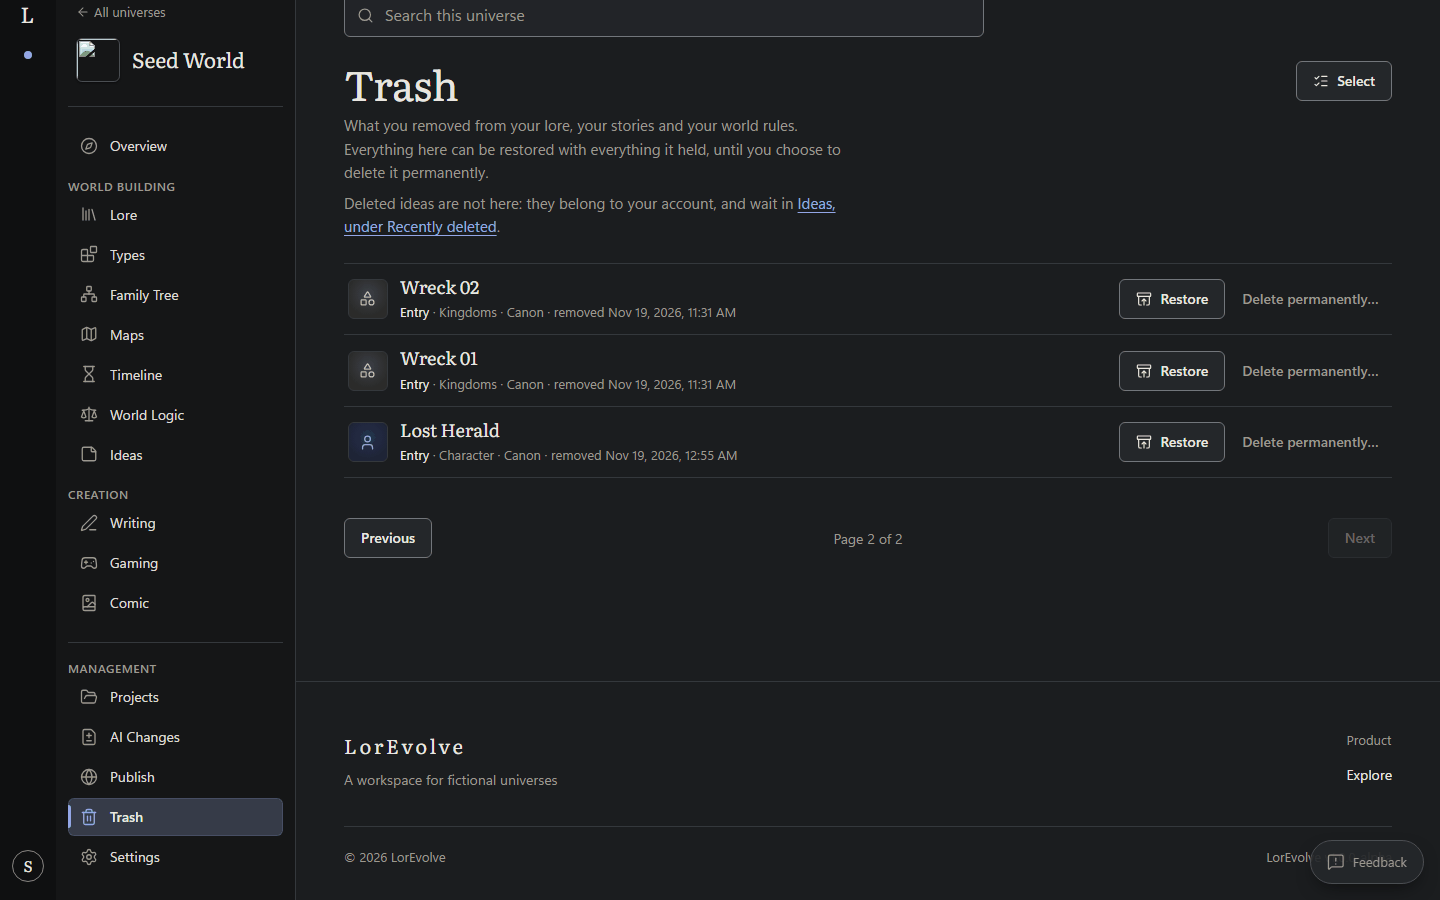 L
All universes
Seed World
Overview
WORLD BUILDING
Lore
Types
Family Tree
Maps
Timeline
World Logic
Ideas
CREATION
Writing
Gaming
Comic
MANAGEMENT
Projects
AI Changes
Publish
Trash
Settings
S
Search this universe
Trash
Select
What you removed from your lore, your stories and your world rules.
Everything here can be restored with everything it held, until you choose to
delete it permanently.
Deleted ideas are not here: they belong to your account, and wait in Ideas,
under Recently deleted.
Wreck 02
Entry · Kingdoms · Canon · removed Nov 19, 2026, 11:31 AM
Restore
Delete permanently...
Wreck 01
Entry · Kingdoms · Canon · removed Nov 19, 2026, 11:31 AM
Restore
Delete permanently...
Lost Herald
Entry · Character · Canon · removed Nov 19, 2026, 12:55 AM
Restore
Delete permanently...
Previous
Page 2 of 2
Next
LorEvolve
A workspace for fictional universes
Product
Explore
© 2026 LorEvolve
Feedback